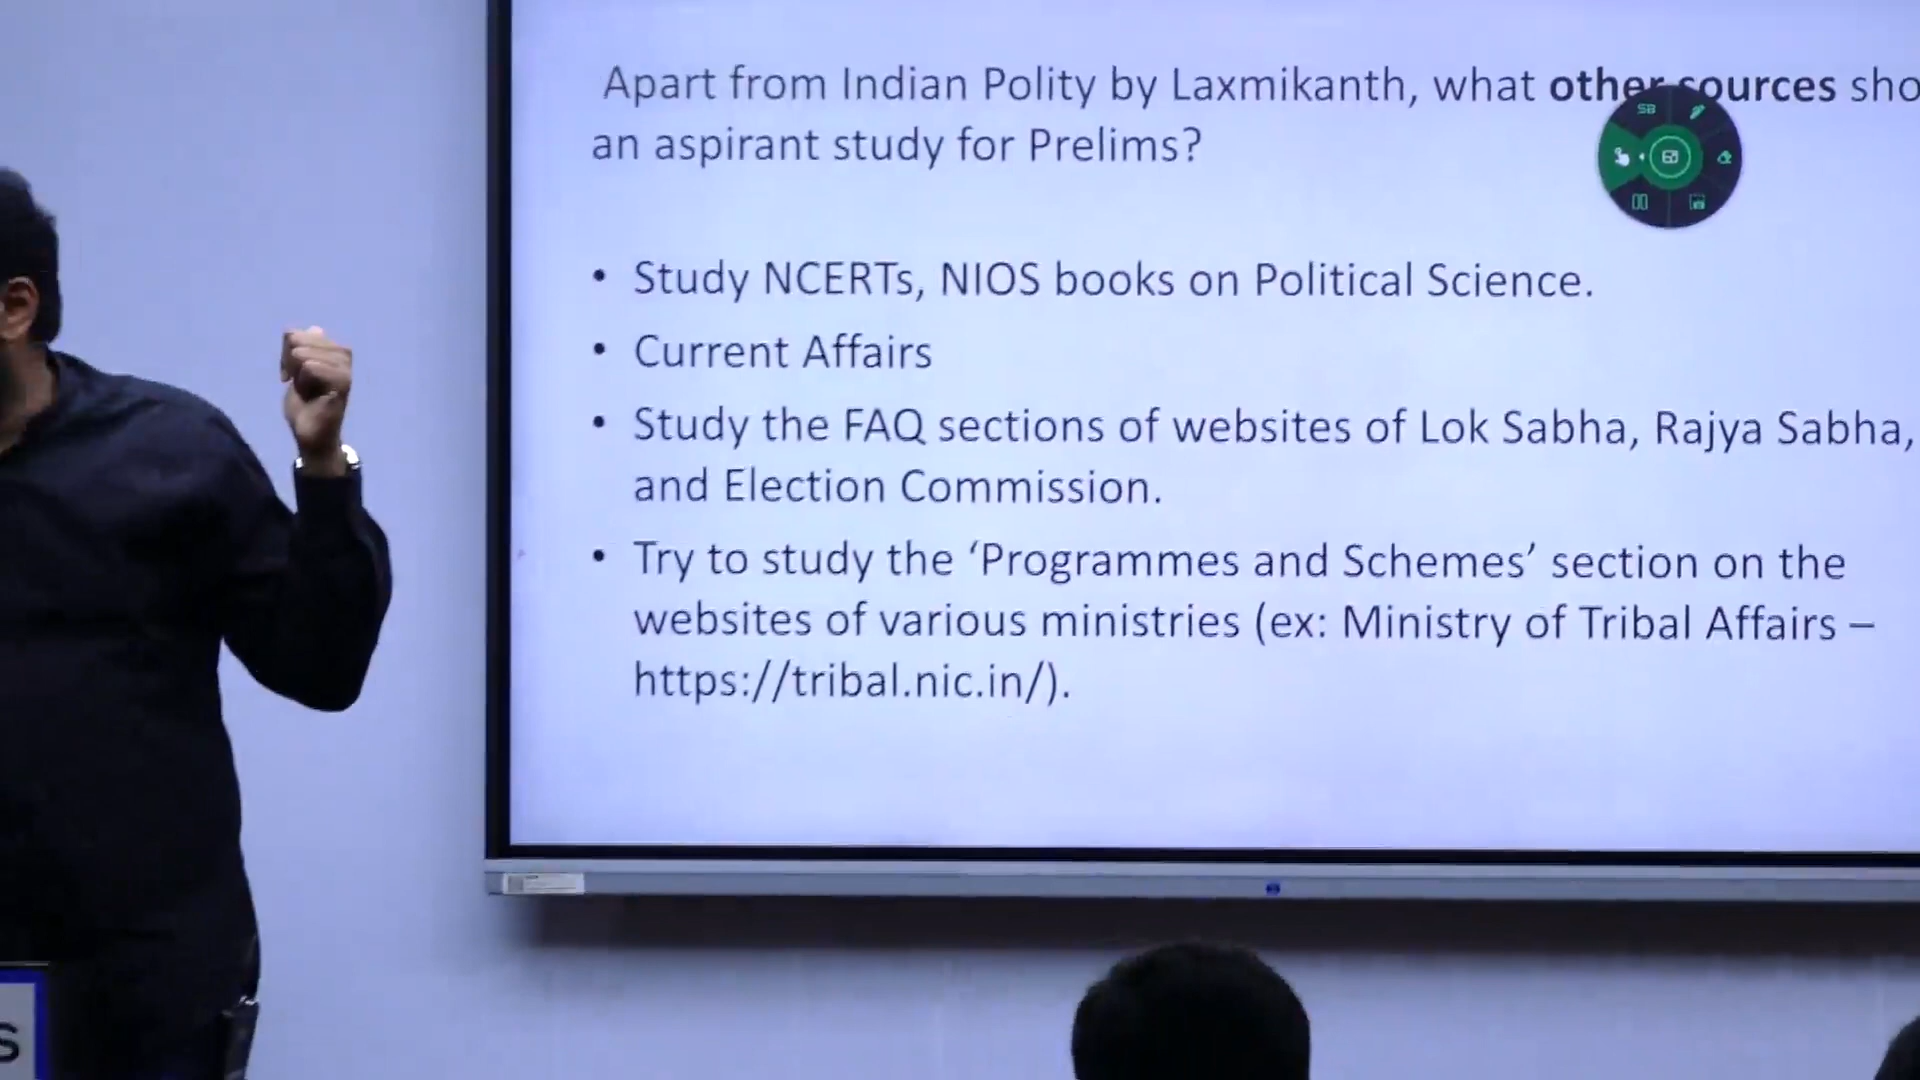 Apart from Indian Polity by Laxmikanth, what other sources sho
an aspirant study for Prelims?
• Study NCERTs, NIOS books on Political Science.
• Current Affairs
• Study the FAQ sections of websites of Lok Sabha, Rajya Sabha,
and Election Commission.
• Try to study the ‘Programmes and Schemes’ section on the
websites of various ministries (ex: Ministry of Tribal Affairs –
https://tribal.nic.in/).
SB
S